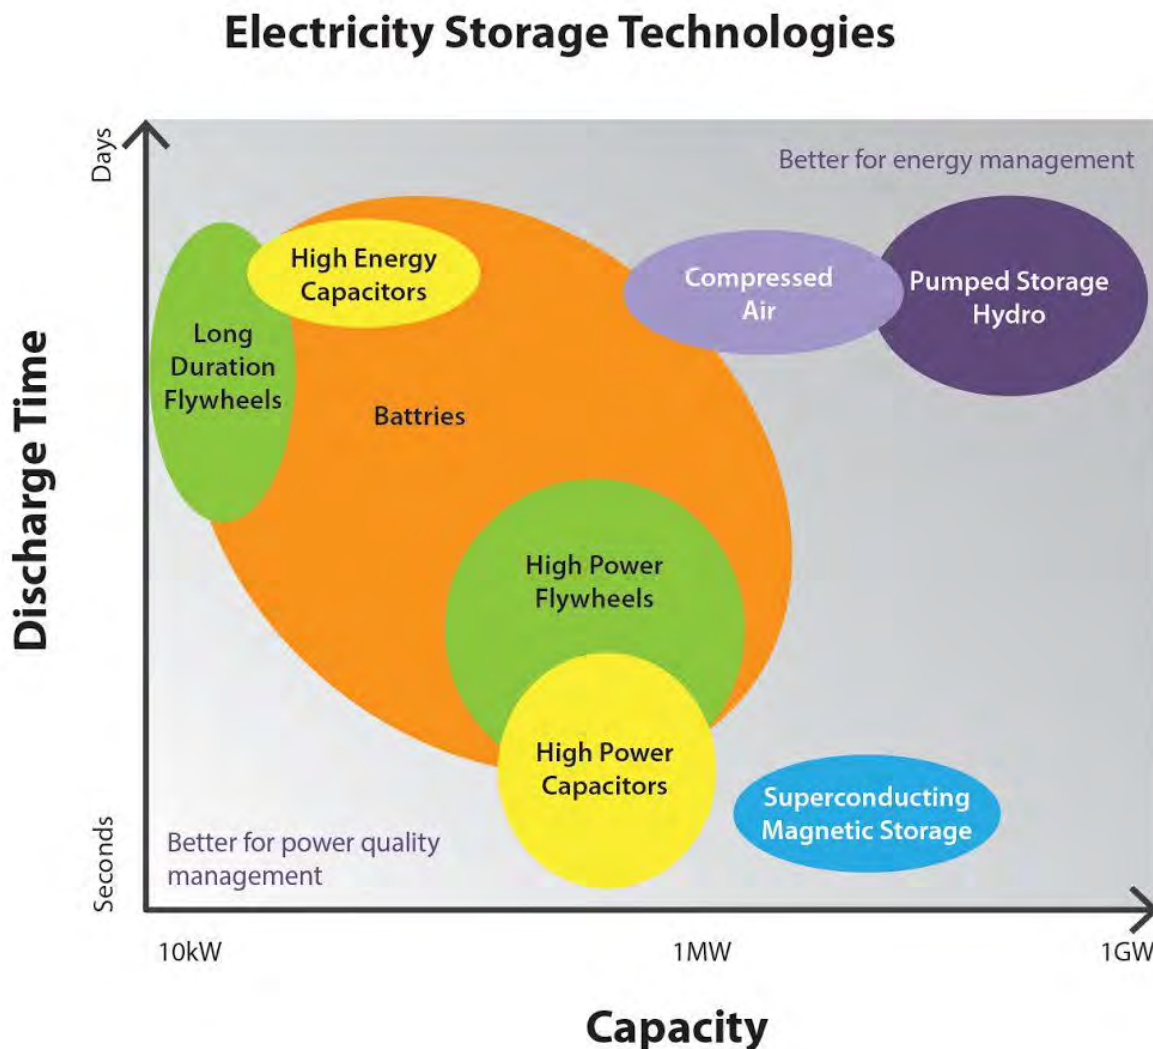 Electricity Storage Technologies
Days
Better for energy management
High Energy
Capacitors
Compressed
Air
Pumped Storage
Hydro
Long
Duration
Flywheels
Battries
Discharge Time
High Power
Flywheels
High Power
Capacitors
Superconducting
Magnetic Storage
Better for power quality
management
Seconds
10kW
1MW
1GW
Capacity